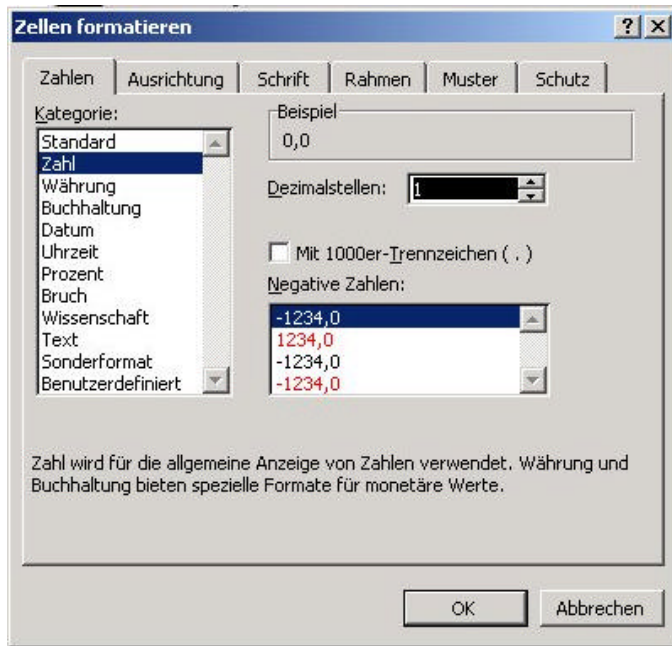 Zellen formatieren
Zahlen Ausrichtung Schrift Rahmen Muster Schutz
Kategorie:
Standard
Zahl
Währung
Buchhaltung
Datum
Uhrzeit
Prozent
Bruch
Wissenschaft
Text
Sonderformat
Benutzerdefiniert
Beispiel
0,0
Dezimalstellen: 1
Mit 1000er-Trennzeichen ( . )
Negative Zahlen:
-1234,0
1234,0
-1234,0
-1234,0
Zahl wird für die allgemeine Anzeige von Zahlen verwendet. Währung und
Buchhaltung bieten spezielle Formate für monetäre Werte.
OK Abbrechen